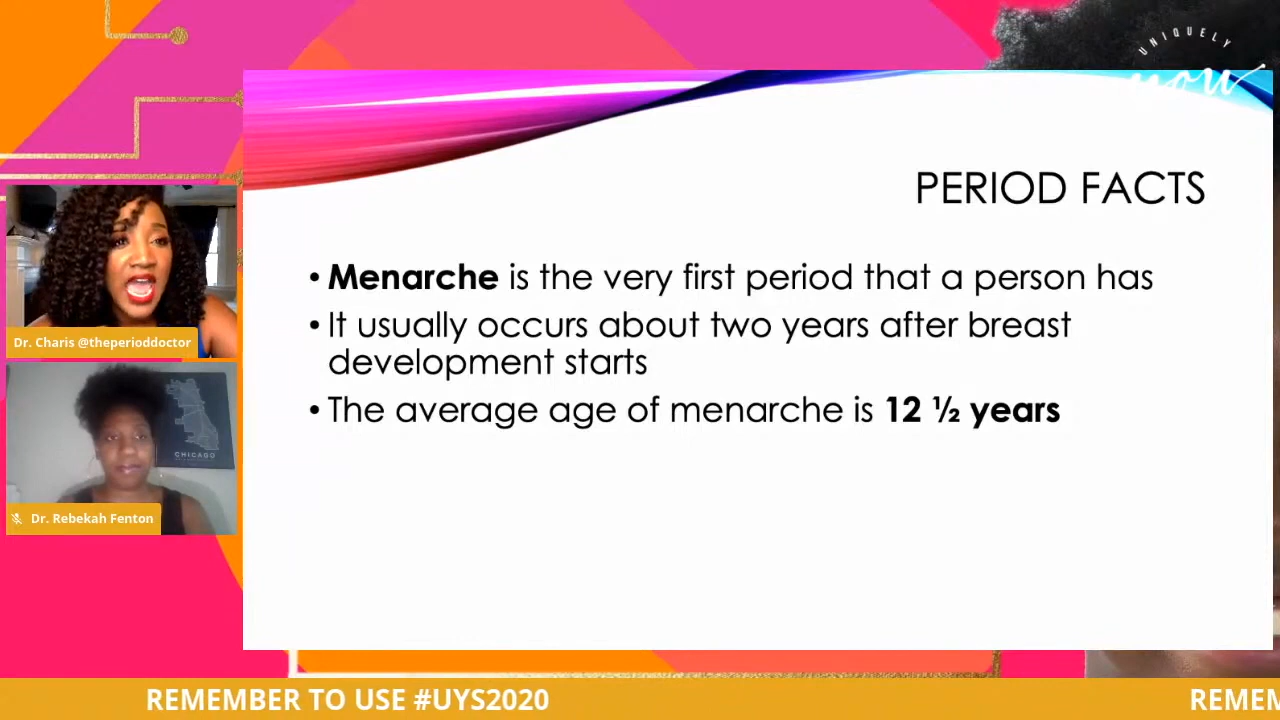 UNIQUELY
you
PERIOD FACTS
• Menarche is the very first period that a person has
• It usually occurs about two years after breast
development starts
• The average age of menarche is 12 ½ years
Dr. Charis @theperioddoctor
CHICAGO
Dr. Rebekah Fenton
REMEMBER TO USE #UYS2020
REMEM